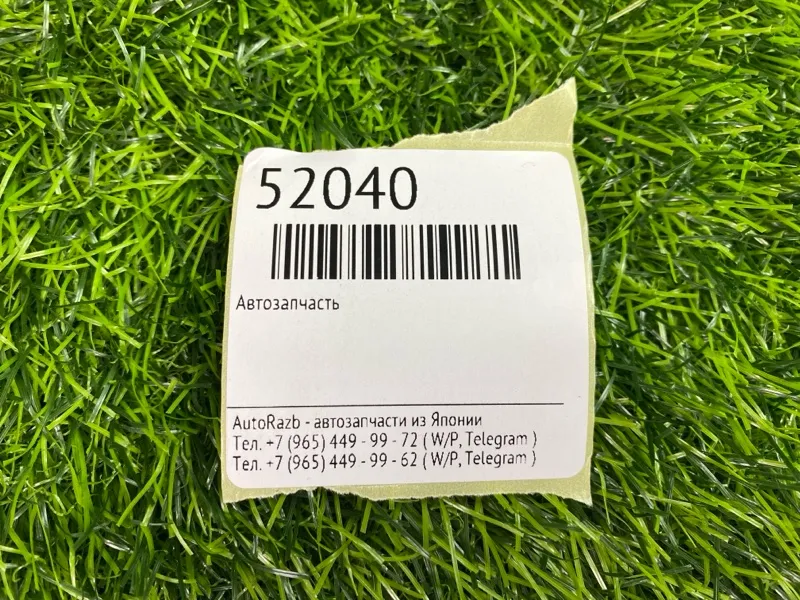 52040
Автозапчасть
AutoRazb - автозапчасти из Японии
Тел. +7 (965) 449 - 99 - 72 ( W/P, Telegram )
Тел. +7 (965) 449 - 99 - 62 ( W/P, Telegram )